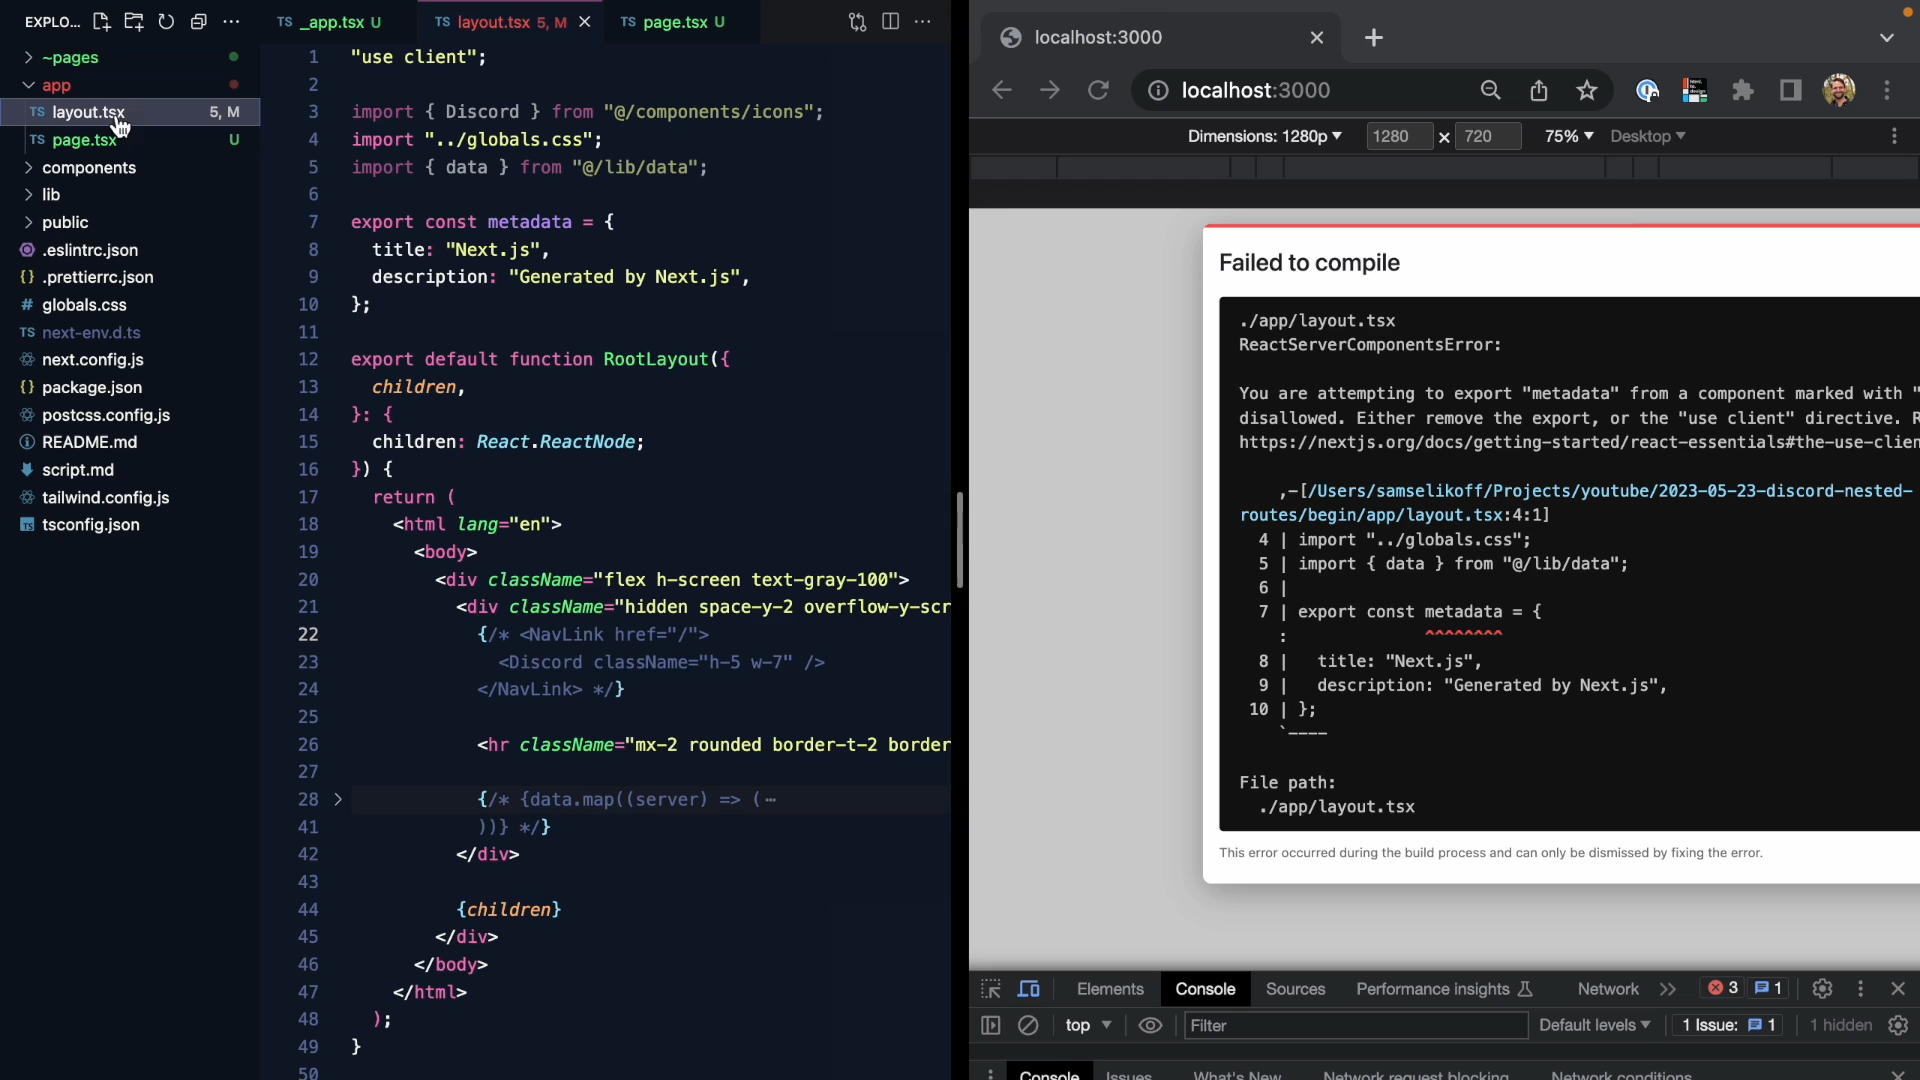 EXPLO...
~pages
app
TS layout.tsx 5, M
TS page.tsx U
components
lib
public
.eslintrc.json
{} .prettierrc.json
# globals.css
TS next-env.d.ts
next.config.js
{} package.json
postcss.config.js
README.md
script.md
tailwind.config.js
TS tsconfig.json
TS _app.tsx U
TS layout.tsx 5, M
TS page.tsx U
1 "use client";
2
3 import { Discord } from "@/components/icons";
4 import "../globals.css";
5 import { data } from "@/lib/data";
6
7 export const metadata = {
8 title: "Next.js",
9 description: "Generated by Next.js",
10 };
11
12 export default function RootLayout({
13 children,
14 }: {
15 children: React.ReactNode;
16 }) {
17 return (
18 <html lang="en">
19 <body>
20 <div className="flex h-screen text-gray-100">
21 <div className="hidden space-y-2 overflow-y-scr
22 {/* <NavLink href="/">
23 <Discord className="h-5 w-7" />
24 </NavLink> */}
25
26 <hr className="mx-2 rounded border-t-2 border
27
28 {/* {data.map((server) => ( ⋯
41 ))} */}
42 </div>
43
44 {children}
45 </div>
46 </body>
47 </html>
48 );
49 }
50
localhost:3000
localhost:3000
Dimensions: 1280p 1280 × 720 75% Desktop
Failed to compile
./app/layout.tsx
ReactServerComponentsError:
You are attempting to export "metadata" from a component marked with "
disallowed. Either remove the export, or the "use client" directive. R
https://nextjs.org/docs/getting-started/react-essentials#the-use-clien
,-[/Users/samselikoff/Projects/youtube/2023-05-23-discord-nested-
routes/begin/app/layout.tsx:4:1]
4 | import "../globals.css";
5 | import { data } from "@/lib/data";
6 |
7 | export const metadata = {
: ^^^^^^^^
8 | title: "Next.js",
9 | description: "Generated by Next.js",
10 | };
`----
File path:
./app/layout.tsx
This error occurred during the build process and can only be dismissed by fixing the error.
Elements Console Sources Performance insights Network 3 1
top Filter Default levels 1 Issue: 1 1 hidden
Console Issues What's New Network request blocking Network conditions